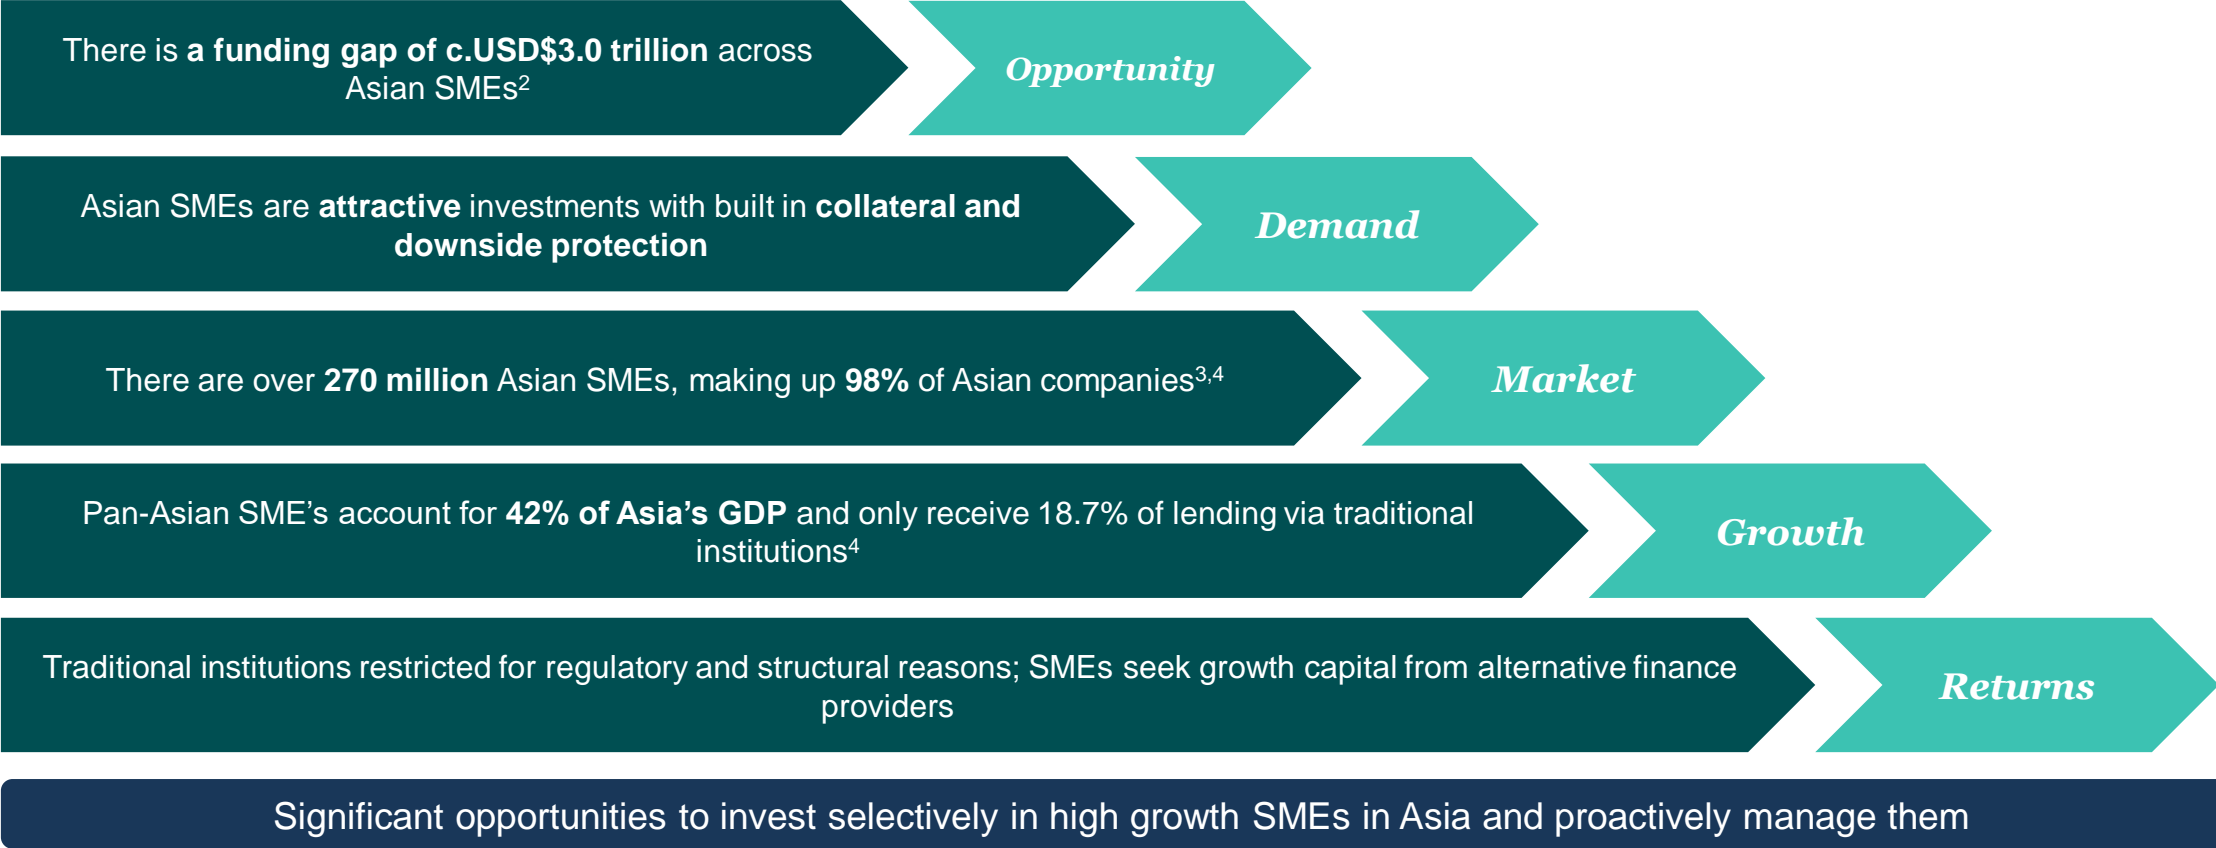 There is a funding gap of c.USD$3.0 trillion across
Asian SMEs2
Opportunity
Asian SMEs are attractive investments with built in collateral and
downside protection
Demand
There are over 270 million Asian SMEs, making up 98% of Asian companies3,4
Market
Pan-Asian SME’s account for 42% of Asia’s GDP and only receive 18.7% of lending via traditional
institutions4
Growth
Traditional institutions restricted for regulatory and structural reasons; SMEs seek growth capital from alternative finance
providers
Returns
Significant opportunities to invest selectively in high growth SMEs in Asia and proactively manage them